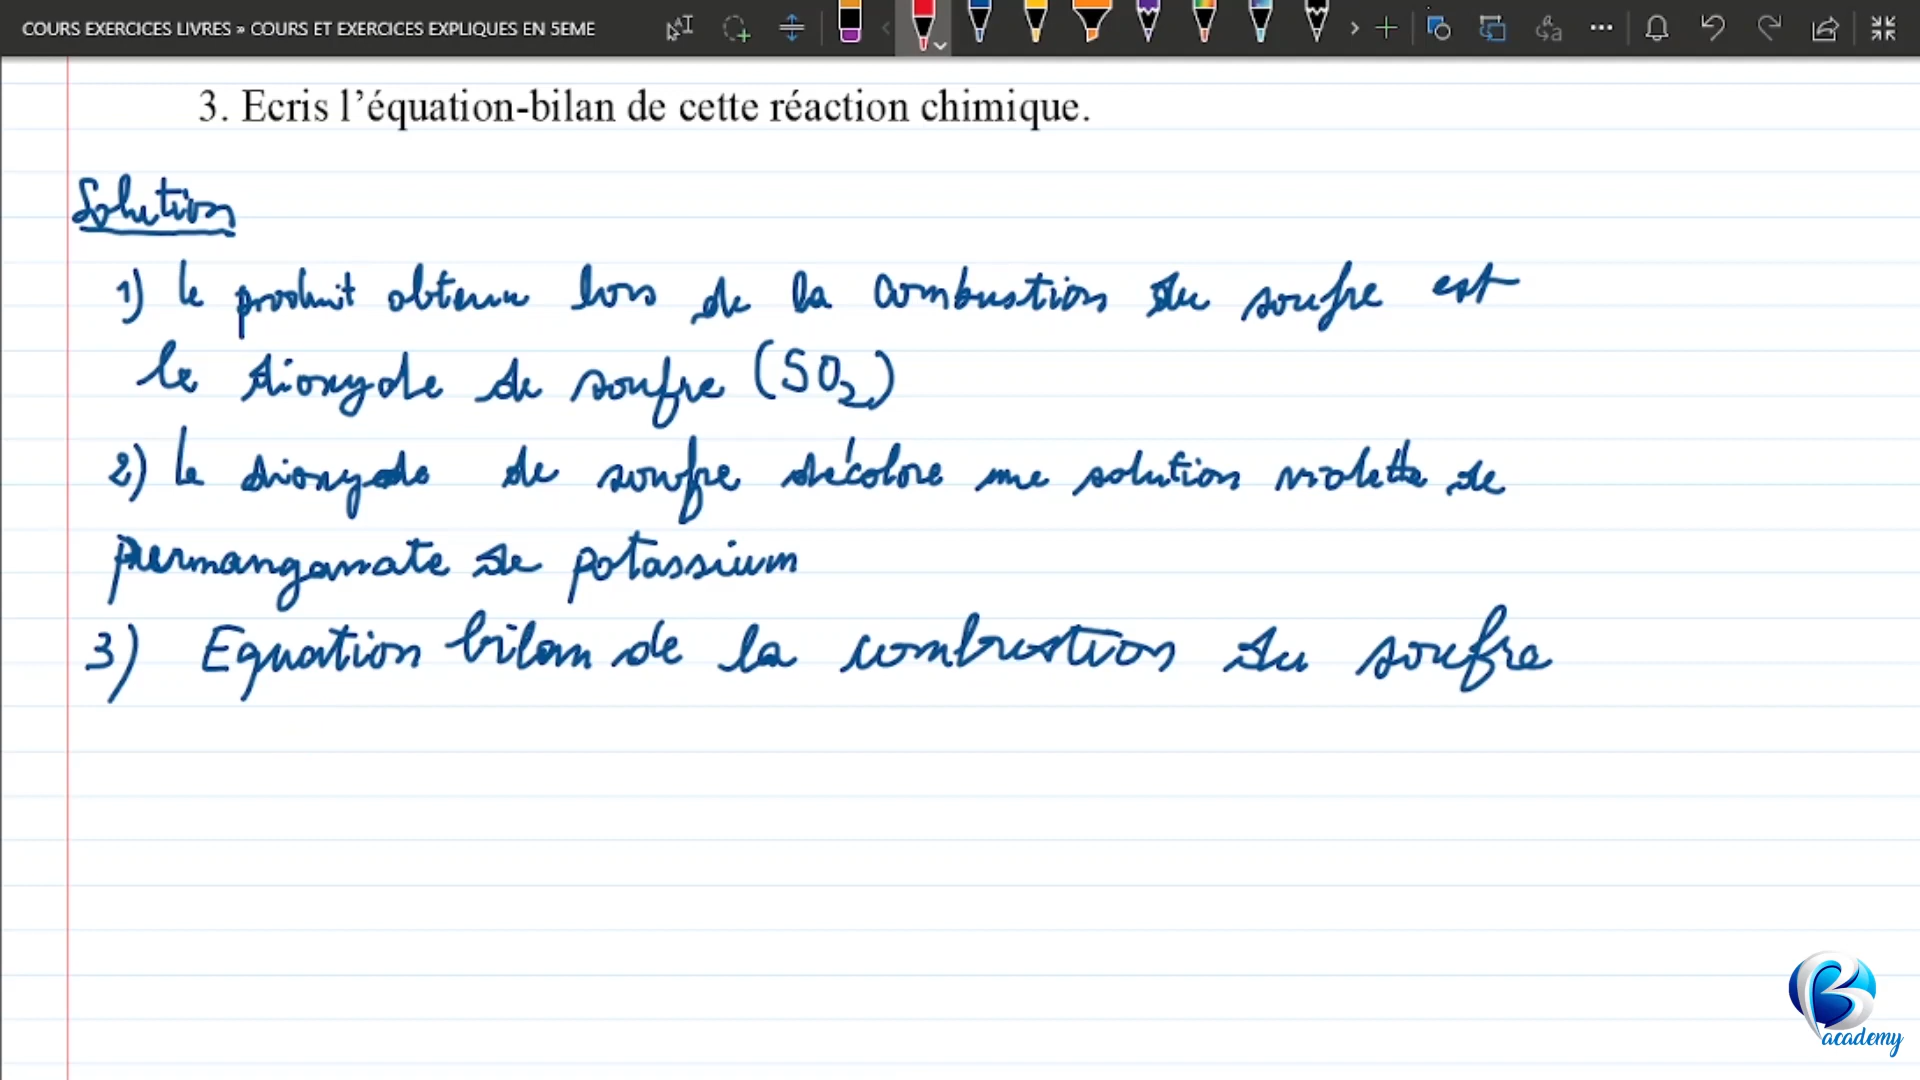 COURS EXERCICES LIVRES » COURS ET EXERCICES EXPLIQUES EN 5EME
3. Ecris l’équation-bilan de cette réaction chimique.
Solution
1) le produit obtenu lors de la combustion du soufre est
le dioxyde de soufre (SO₂)
2) le dioxyde de soufre décolore une solution violette de
permanganate de potassium
3) Equation bilan de la combustion du soufre
B academy